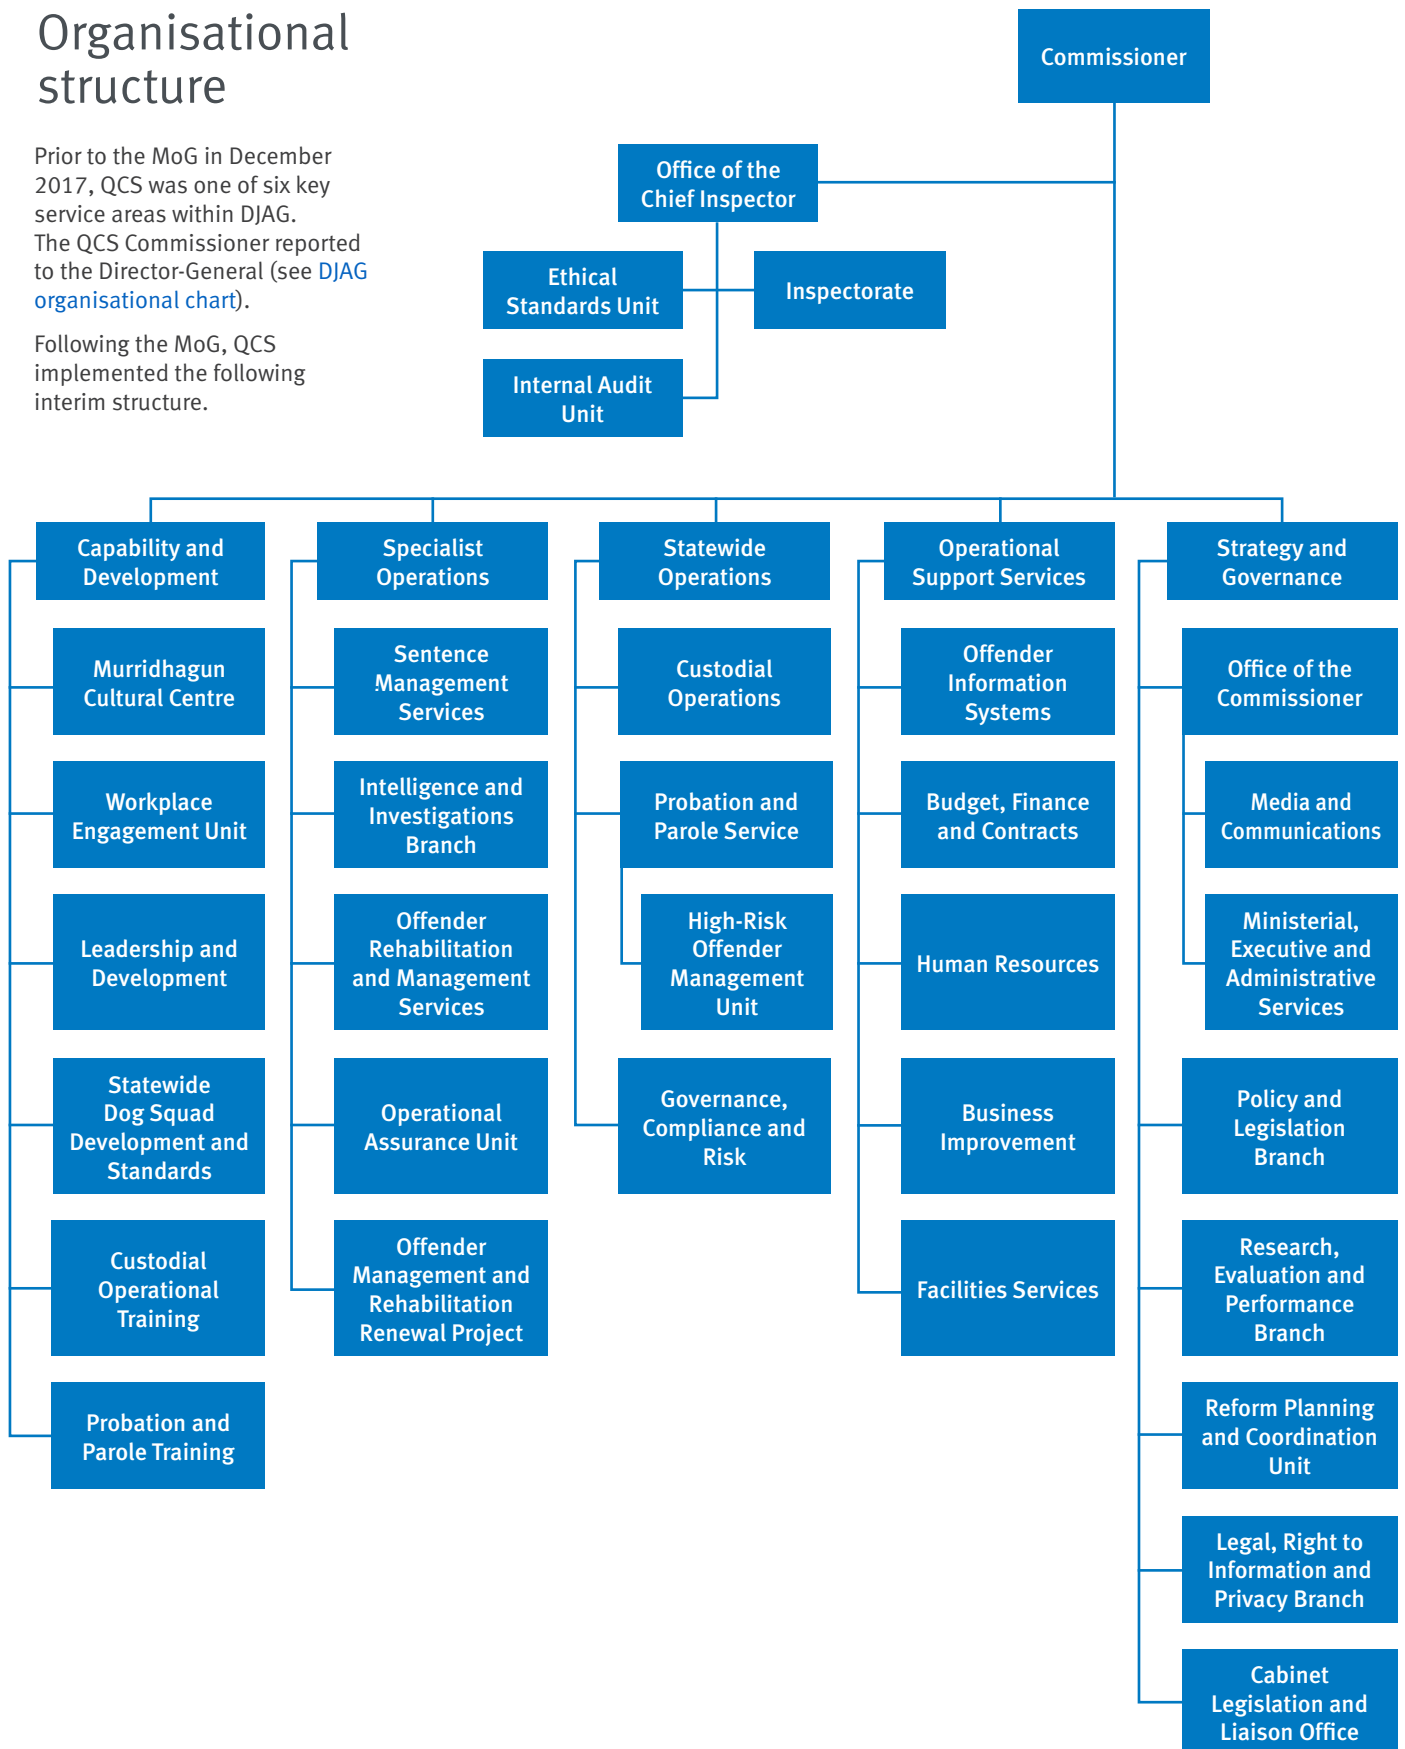 Organisational
structure
Prior to the MoG in December
2017, QCS was one of six key
service areas within DJAG.
The QCS Commissioner reported
to the Director-General (see DJAG
organisational chart).
Following the MoG, QCS
implemented the following
interim structure.
Commissioner
Office of the
Chief Inspector
Ethical
Standards Unit
Inspectorate
Internal Audit
Unit
Capability and
Development
Murridhagun
Cultural Centre
Workplace
Engagement Unit
Leadership and
Development
Statewide
Dog Squad
Development and
Standards
Custodial
Operational
Training
Probation and
Parole Training
Specialist
Operations
Sentence
Management
Services
Intelligence and
Investigations
Branch
Offender
Rehabilitation
and Management
Services
Operational
Assurance Unit
Offender
Management and
Rehabilitation
Renewal Project
Statewide
Operations
Custodial
Operations
Probation and
Parole Service
High-Risk
Offender
Management
Unit
Governance,
Compliance and
Risk
Operational
Support Services
Offender
Information
Systems
Budget, Finance
and Contracts
Human Resources
Business
Improvement
Facilities Services
Strategy and
Governance
Office of the
Commissioner
Media and
Communications
Ministerial,
Executive and
Administrative
Services
Policy and
Legislation
Branch
Research,
Evaluation and
Performance
Branch
Reform Planning
and Coordination
Unit
Legal, Right to
Information and
Privacy Branch
Cabinet
Legislation and
Liaison Office